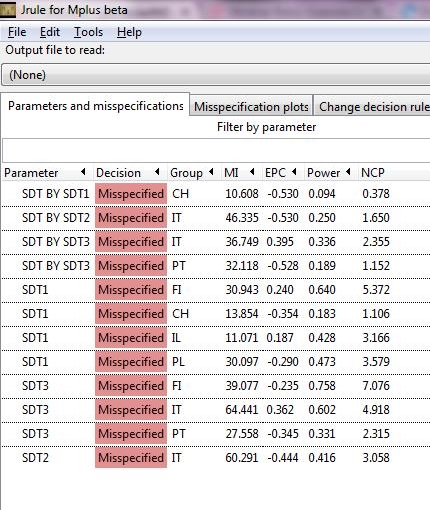 Jrule for Mplus beta
File Edit Tools Help
Output file to read:
(None)
Parameters and misspecifications Misspecification plots Change decision rule
Filter by parameter
Parameter Decision Group MI EPC Power NCP
SDT BY SDT1 Misspecified CH 10.608 -0.530 0.094 0.378
SDT BY SDT2 Misspecified IT 46.335 -0.530 0.250 1.650
SDT BY SDT3 Misspecified IT 36.749 0.395 0.336 2.355
SDT BY SDT3 Misspecified PT 32.118 -0.528 0.189 1.152
SDT1 Misspecified FI 30.943 0.240 0.640 5.372
SDT1 Misspecified CH 13.854 -0.354 0.183 1.106
SDT1 Misspecified IL 11.071 0.187 0.428 3.166
SDT1 Misspecified PL 30.097 -0.290 0.473 3.579
SDT3 Misspecified FI 39.077 -0.235 0.758 7.076
SDT3 Misspecified IT 64.441 0.362 0.602 4.918
SDT3 Misspecified PT 27.558 -0.345 0.331 2.315
SDT2 Misspecified IT 60.291 -0.444 0.416 3.058